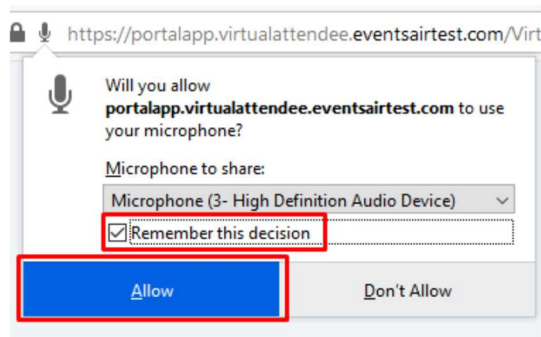 https://portalapp.virtualattendee.eventsairtest.com/Virt
Will you allow
portalapp.virtualattendee.eventsairtest.com to use
your microphone?
Microphone to share:
Microphone (3- High Definition Audio Device)
Remember this decision
Allow
Don't Allow